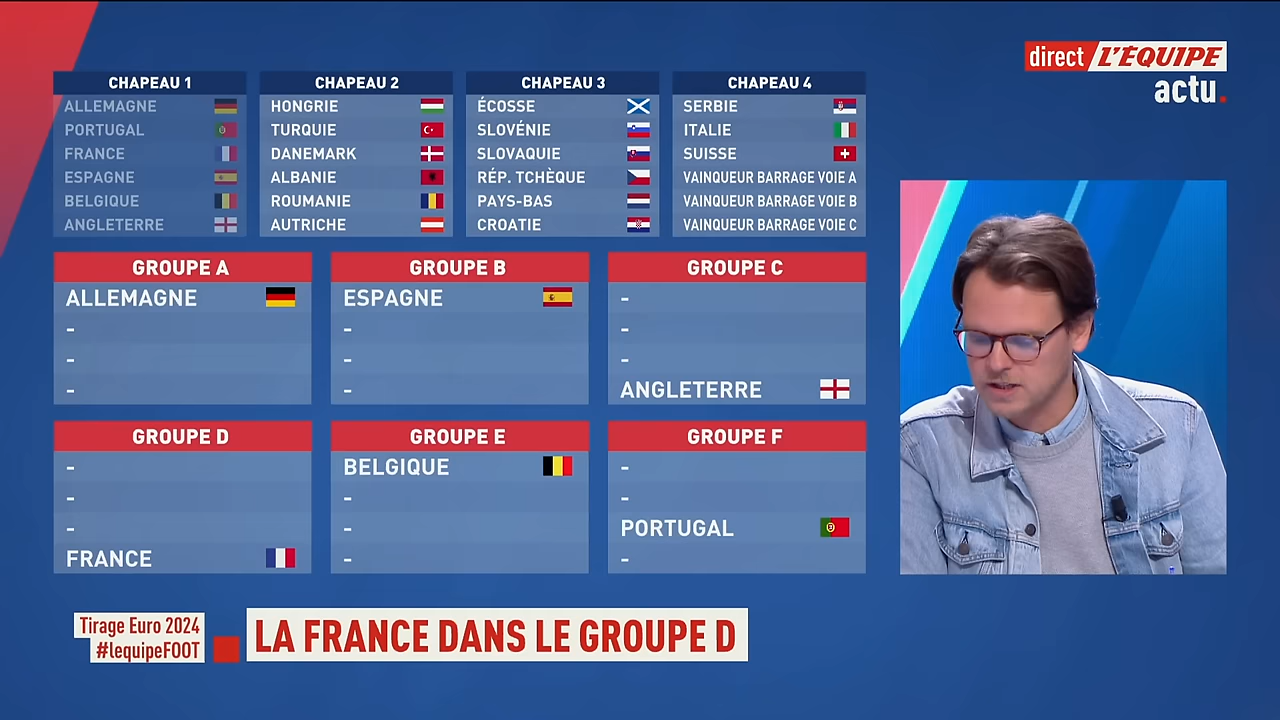 direct L'ÉQUIPE
actu.
CHAPEAU 1
ALLEMAGNE
PORTUGAL
FRANCE
ESPAGNE
BELGIQUE
ANGLETERRE
CHAPEAU 2
HONGRIE
TURQUIE
DANEMARK
ALBANIE
ROUMANIE
AUTRICHE
CHAPEAU 3
ÉCOSSE
SLOVÉNIE
SLOVAQUIE
RÉP. TCHÈQUE
PAYS-BAS
CROATIE
CHAPEAU 4
SERBIE
ITALIE
SUISSE
VAINQUEUR BARRAGE VOIE A
VAINQUEUR BARRAGE VOIE B
VAINQUEUR BARRAGE VOIE C
GROUPE A
ALLEMAGNE
-
-
-
GROUPE B
ESPAGNE
-
-
-
GROUPE C
-
-
-
ANGLETERRE
GROUPE D
-
-
-
FRANCE
GROUPE E
BELGIQUE
-
-
-
GROUPE F
-
-
PORTUGAL
-
Tirage Euro 2024
#lequipeFOOT
LA FRANCE DANS LE GROUPE D